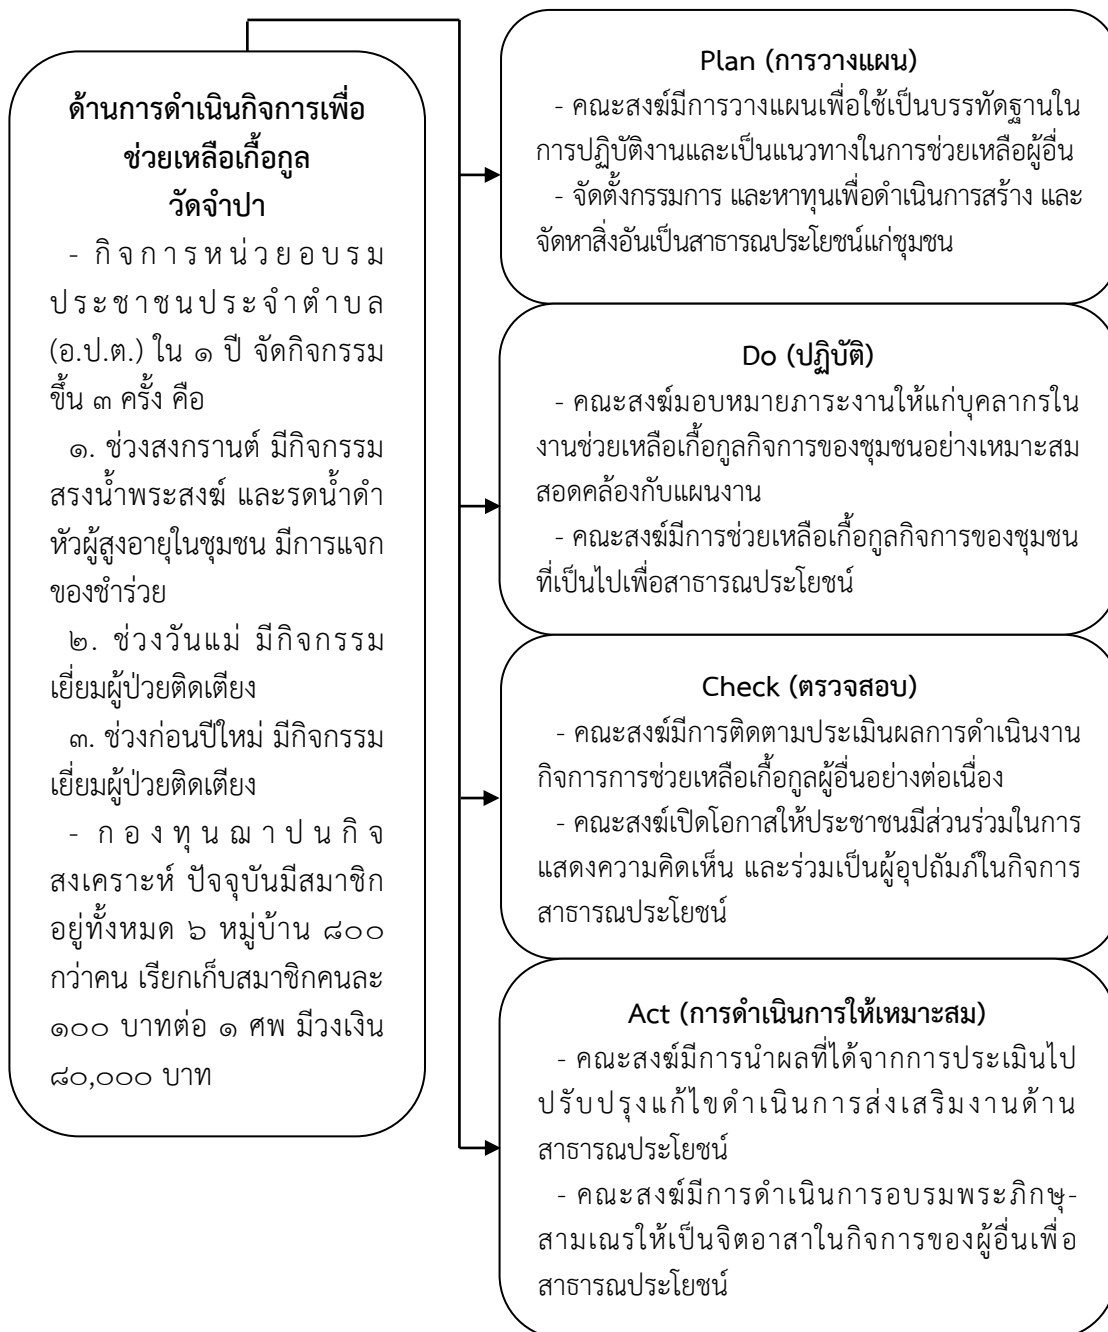 ด้านการดำเนินกิจการเพื่อ
ช่วยเหลือเกื้อกูล
วัดจำปา
- กิจการหน่วยอบรม
ประชาชนประจำตำบล
(อ.ป.ต.) ใน ๑ ปี จัดกิจกรรม
ขึ้น ๓ ครั้ง คือ
๑. ช่วงสงกรานต์ มีกิจกรรม
สรงน้ำพระสงฆ์ และรดน้ำดำ
หัวผู้สูงอายุในชุมชน มีการแจก
ของชำร่วย
๒. ช่วงวันแม่ มีกิจกรรม
เยี่ยมผู้ป่วยติดเตียง
๓. ช่วงก่อนปีใหม่ มีกิจกรรม
เยี่ยมผู้ป่วยติดเตียง
- กองทุนฌาปนกิจ
สงเคราะห์ ปัจจุบันมีสมาชิก
อยู่ทั้งหมด ๖ หมู่บ้าน ๘๐๐
กว่าคน เรียกเก็บสมาชิกคนละ
๑๐๐ บาทต่อ ๑ ศพ มีวงเงิน
๘๐,๐๐๐ บาท
Plan (การวางแผน)
- คณะสงฆ์มีการวางแผนเพื่อใช้เป็นบรรทัดฐานใน
การปฏิบัติงานและเป็นแนวทางในการช่วยเหลือผู้อื่น
- จัดตั้งกรรมการ และหาทุนเพื่อดำเนินการสร้าง และ
จัดหาสิ่งอันเป็นสาธารณประโยชน์แก่ชุมชน
Do (ปฏิบัติ)
- คณะสงฆ์มอบหมายภาระงานให้แก่บุคลากรใน
งานช่วยเหลือเกื้อกูลกิจการของชุมชนอย่างเหมาะสม
สอดคล้องกับแผนงาน
- คณะสงฆ์มีการช่วยเหลือเกื้อกูลกิจการของชุมชน
ที่เป็นไปเพื่อสาธารณประโยชน์
Check (ตรวจสอบ)
- คณะสงฆ์มีการติดตามประเมินผลการดำเนินงาน
กิจการการช่วยเหลือเกื้อกูลผู้อื่นอย่างต่อเนื่อง
- คณะสงฆ์เปิดโอกาสให้ประชาชนมีส่วนร่วมในการ
แสดงความคิดเห็น และร่วมเป็นผู้อุปถัมภ์ในกิจการ
สาธารณประโยชน์
Act (การดำเนินการให้เหมาะสม)
- คณะสงฆ์มีการนำผลที่ได้จากการประเมินไป
ปรับปรุงแก้ไขดำเนินการส่งเสริมงานด้าน
สาธารณประโยชน์
- คณะสงฆ์มีการดำเนินการอบรมพระภิกษุ-
สามเณรให้เป็นจิตอาสาในกิจการของผู้อื่นเพื่อ
สาธารณประโยชน์